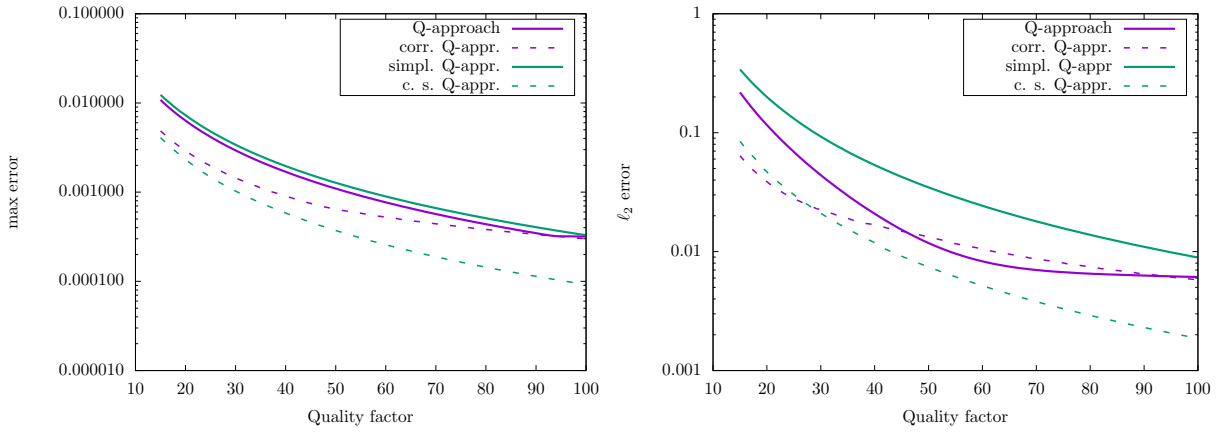 0.100000
0.010000
0.001000
0.000100
0.000010
max error
10 20 30 40 50 60 70 80 90 100
Quality factor
Q-approach
corr. Q-appr.
simpl. Q-appr.
c. s. Q-appr.
1
0.1
0.01
0.001
ℓ2 error
10 20 30 40 50 60 70 80 90 100
Quality factor
Q-approach
corr. Q-appr.
simpl. Q-appr
c. s. Q-appr.